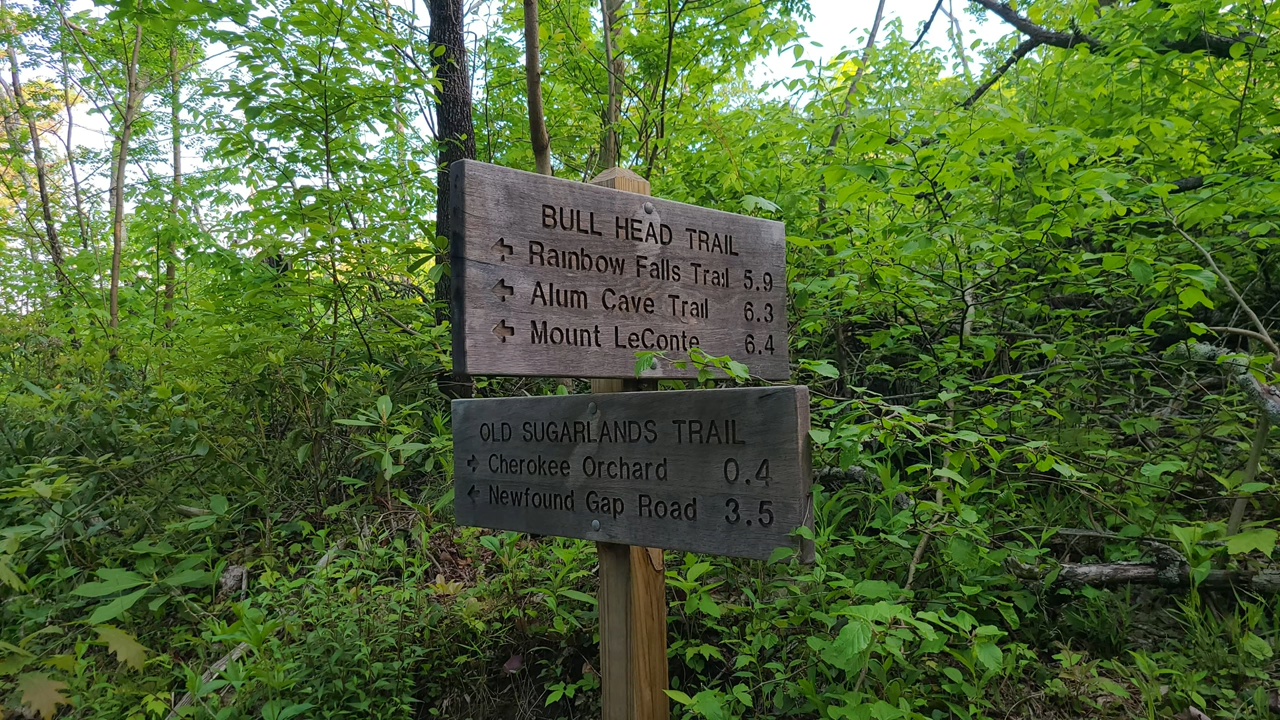 BULL HEAD TRAIL
← Rainbow Falls Trail 5.9
← Alum Cave Trail 6.3
← Mount LeConte 6.4
OLD SUGARLANDS TRAIL
→ Cherokee Orchard 0.4
← Newfound Gap Road 3.5